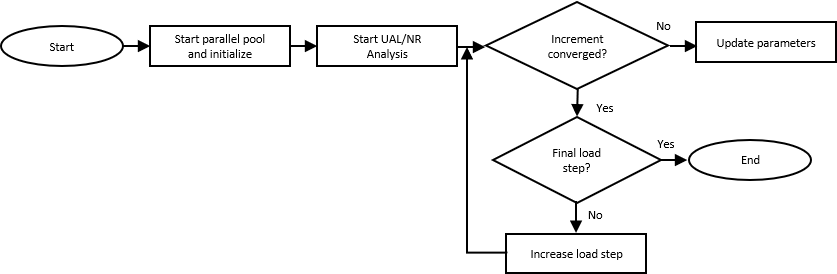 Start
Start parallel pool
and initialize
Start UAL/NR
Analysis
Increment
converged?
No
Update parameters
Yes
Final load
step?
Yes
End
No
Increase load step